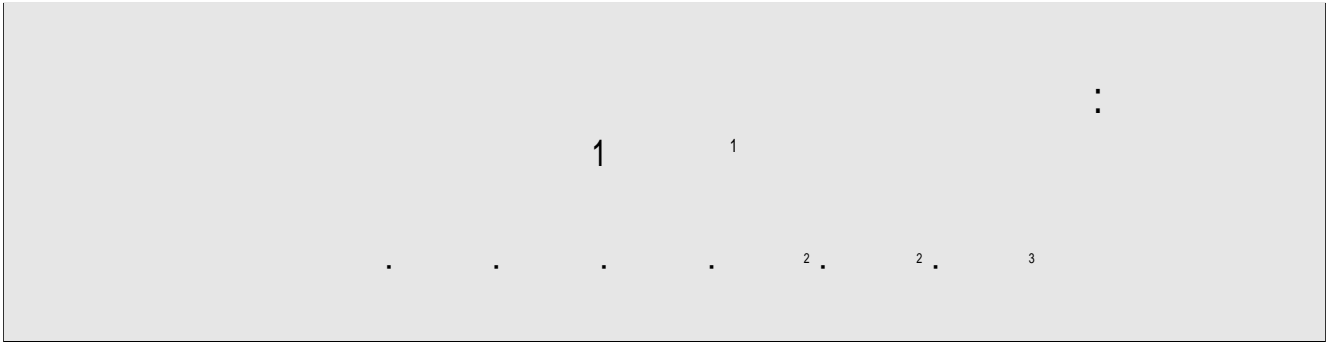 :
1 ¹
. . . . ². ². ³